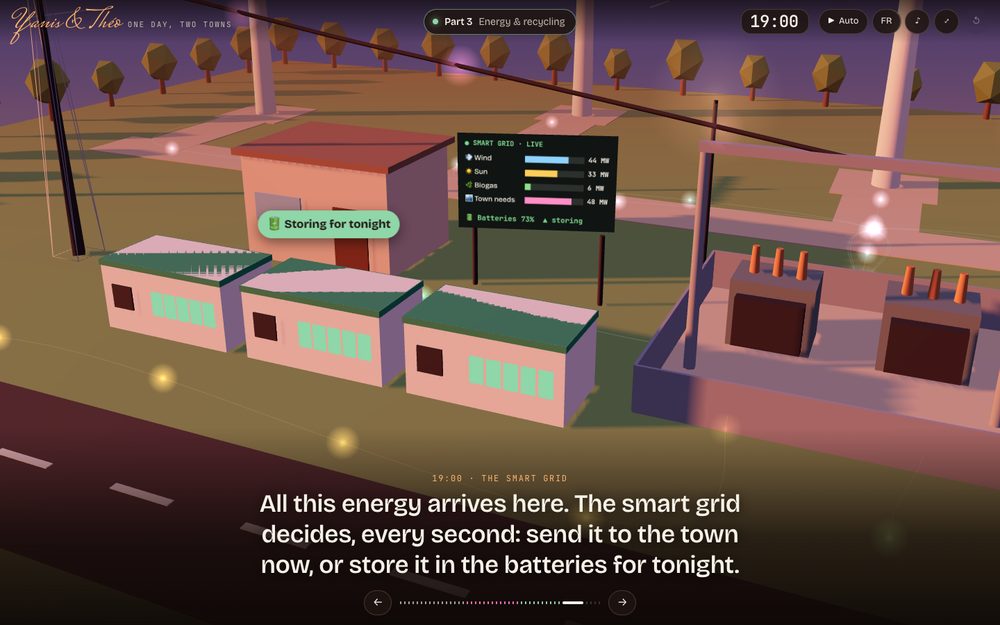 Yanis & Théo ONE DAY, TWO TOWNS
Part 3 Energy & recycling
19:00
Auto
FR
SMART GRID · LIVE
Wind 44 MW
Sun 33 MW
Biogas 6 MW
Town needs 48 MW
Batteries 73% ▲ storing
Storing for tonight
19:00 · THE SMART GRID
All this energy arrives here. The smart grid
decides, every second: send it to the town
now, or store it in the batteries for tonight.